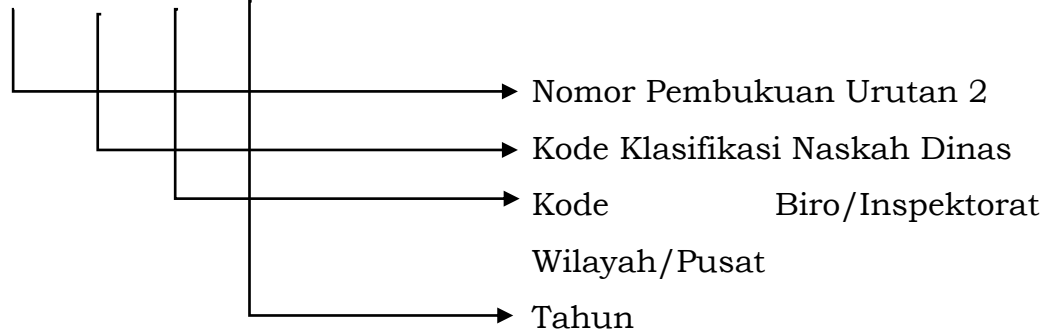 Nomor Pembukuan Urutan 2
Kode Klasifikasi Naskah Dinas
Kode Biro/Inspektorat
Wilayah/Pusat
Tahun